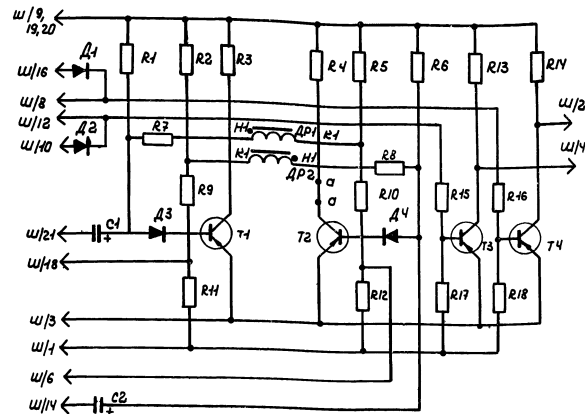 Ш/9,
19,20
Ш/16
Д1
Ш/8
Ш/12
Ш/10
Д2
R1
R2
R3
R4
R5
R6
R13
R14
Ш/2
Ш/4
R7
Н1
ДР1
К1
К1
Н1
ДР2
R8
а
а
R9
R10
R15
R16
Ш/21
С1
+
Д3
Т1
Т2
Д4
Т3
Т4
Ш/18
R11
R12
R17
R18
Ш/3
Ш/1
Ш/6
Ш/14
С2
+